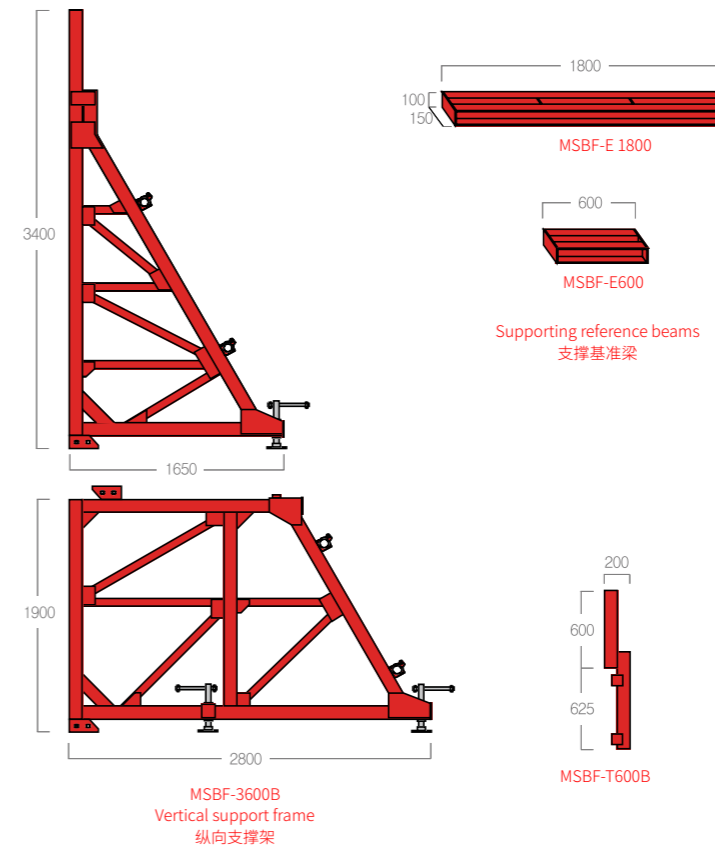 3400
1650
1800
100
150
MSBF-E 1800
600
MSBF-E600
Supporting reference beams
支撑基准梁
1900
2800
MSBF-3600B
Vertical support frame
纵向支撑架
200
600
625
MSBF-T600B